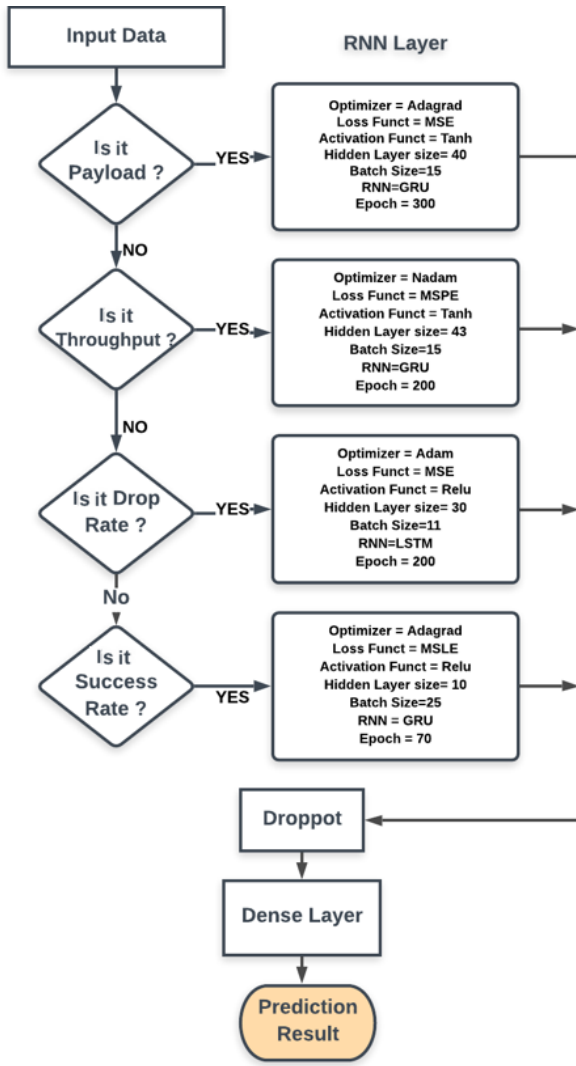 Input Data
RNN Layer
Is it
Payload ?
YES
Optimizer = Adagrad
Loss Funct = MSE
Activation Funct = Tanh
Hidden Layer size= 40
Batch Size=15
RNN=GRU
Epoch = 300
NO
Is it
Throughput ?
YES
Optimizer = Nadam
Loss Funct = MSPE
Activation Funct = Tanh
Hidden Layer size= 43
Batch Size=15
RNN=GRU
Epoch = 200
NO
Is it Drop
Rate ?
YES
Optimizer = Adam
Loss Funct = MSE
Activation Funct = Relu
Hidden Layer size= 30
Batch Size=11
RNN=LSTM
Epoch = 200
No
Is it
Success
Rate ?
YES
Optimizer = Adagrad
Loss Funct = MSLE
Activation Funct = Relu
Hidden Layer size= 10
Batch Size=25
RNN = GRU
Epoch = 70
Droppot
Dense Layer
Prediction
Result